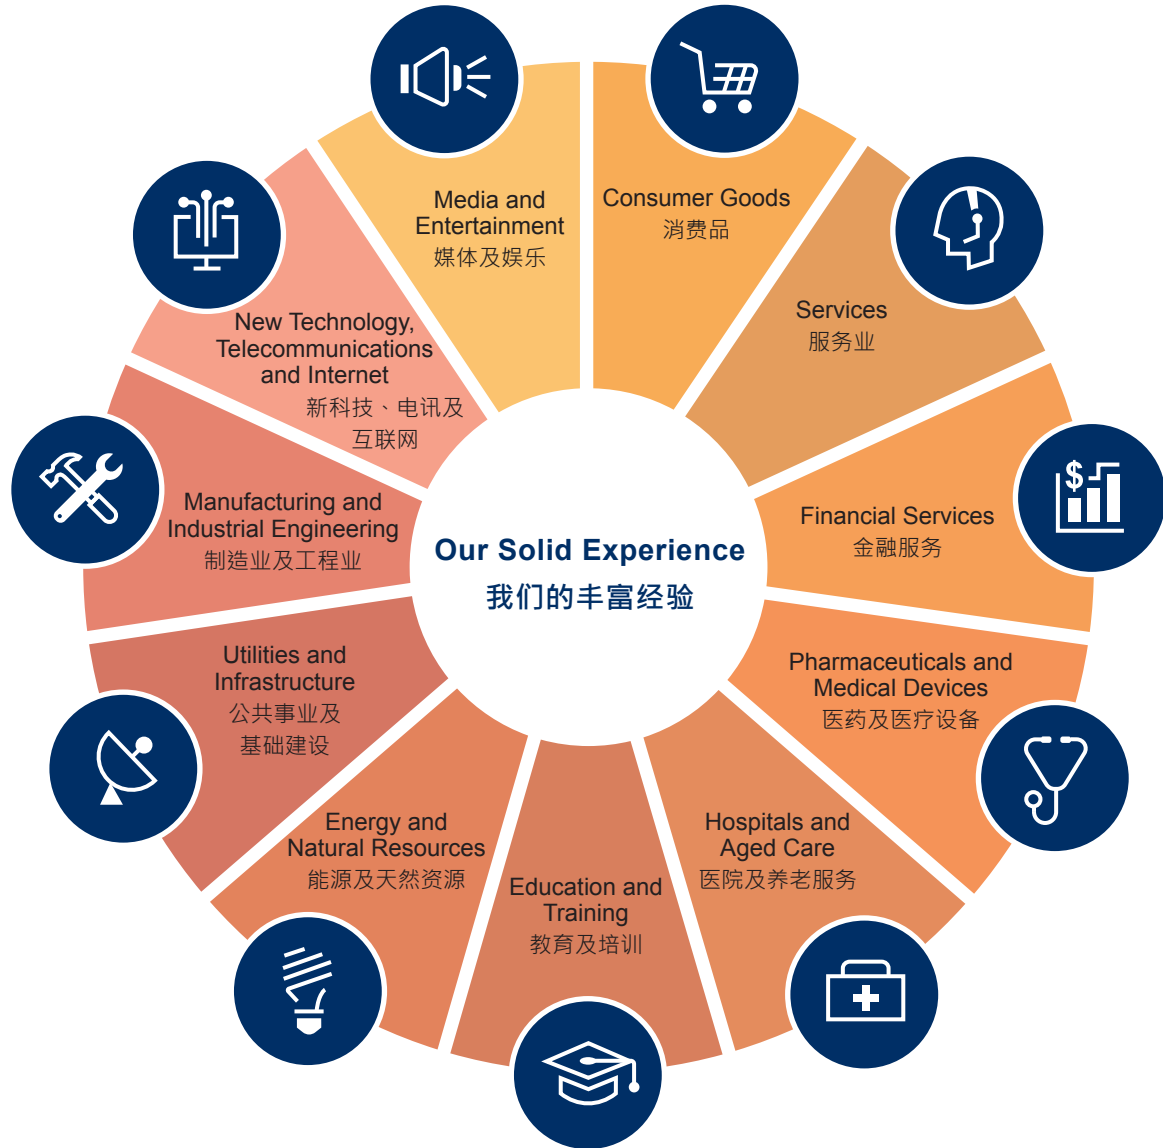 Our Solid Experience
我们的丰富经验
Consumer Goods
消费品
Services
服务业
Financial Services
金融服务
Pharmaceuticals and
Medical Devices
医药及医疗设备
Hospitals and
Aged Care
医院及养老服务
Education and
Training
教育及培训
Energy and
Natural Resources
能源及天然资源
Utilities and
Infrastructure
公共事业及
基础建设
Manufacturing and
Industrial Engineering
制造业及工程业
New Technology,
Telecommunications
and Internet
新科技、电讯及
互联网
Media and
Entertainment
媒体及娱乐
$